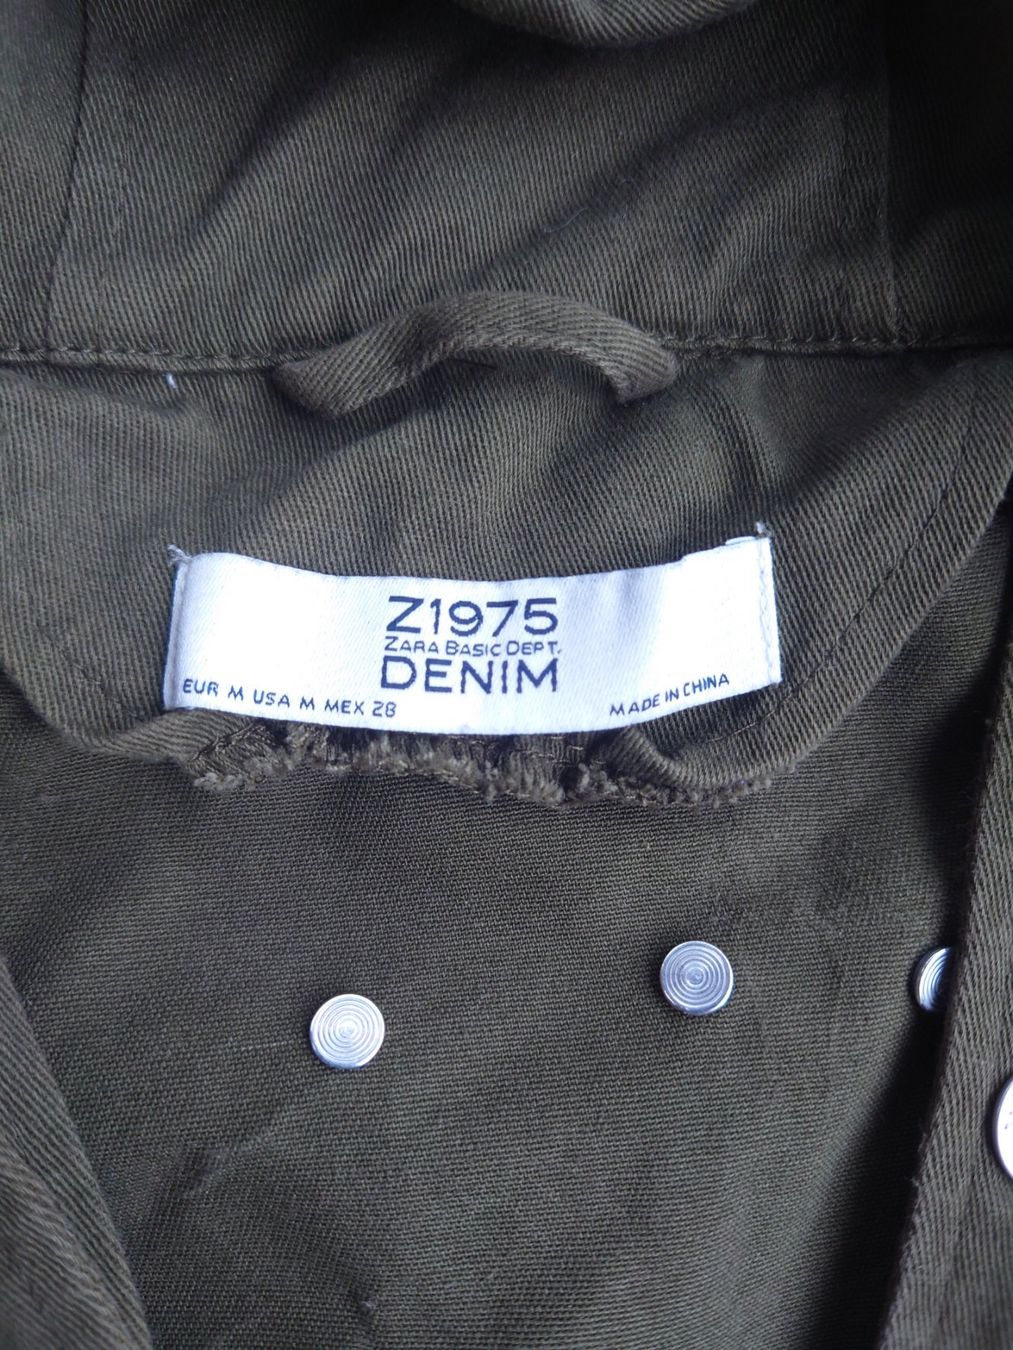 Z1975
ZARA BASIC DEPT.
DENIM
EUR M USA M MEX 28
MADE IN CHINA